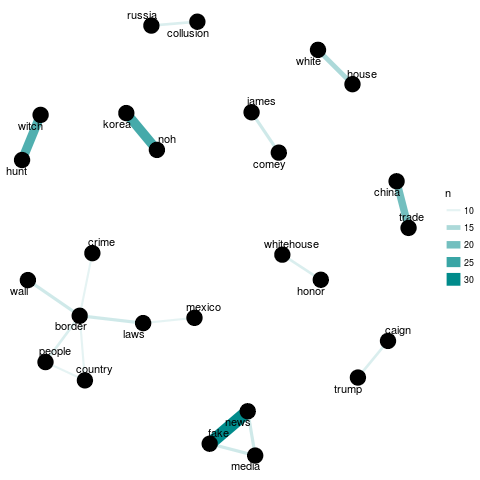 russia
collusion
white
house
james
witch
korea
noh
comey
hunt
china
trade
n
10
15
20
25
30
crime
whitehouse
wall
honor
mexico
border
laws
people
country
caign
trump
news
fake
media